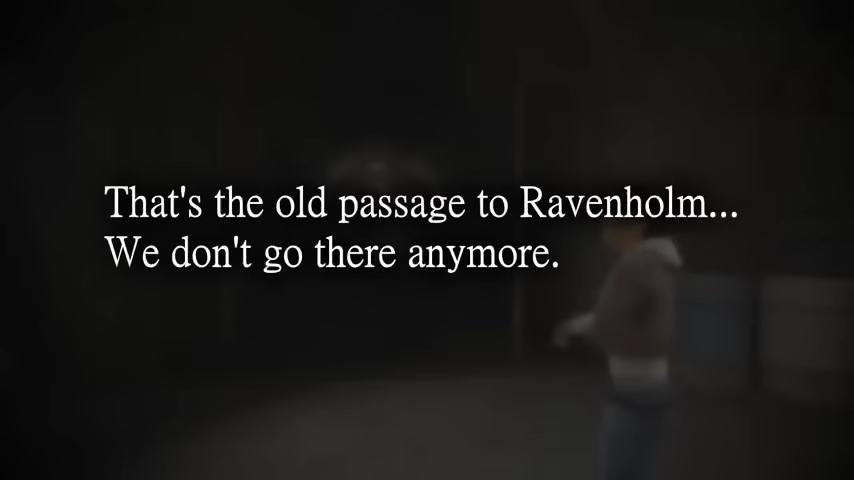 That's the old passage to Ravenholm...
We don't go there anymore.